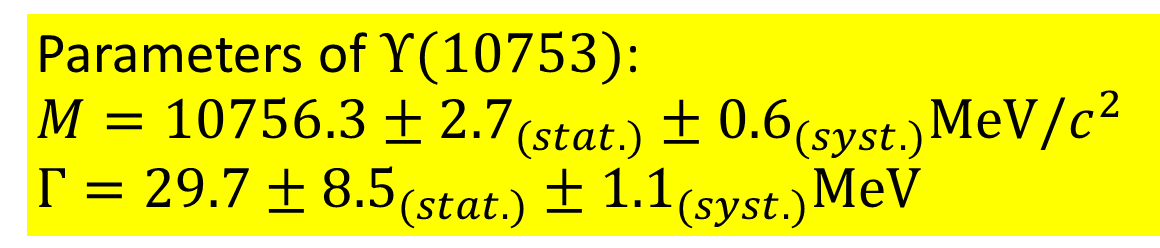 Parameters of ϒ(10753):
M = 10756.3 ± 2.7(stat.) ± 0.6(syst.)MeV/c²
Γ = 29.7 ± 8.5(stat.) ± 1.1(syst.)MeV